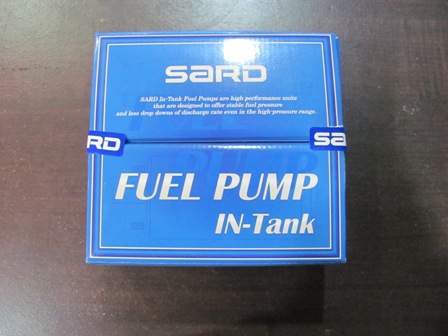 SARD
SARD In-Tank Fuel Pumps are high performance units
that are designed to offer stable fuel pressure
and less drop downs of discharge rate even in the high-pressure range.
RD
SA
FUEL PUMP
IN-Tank